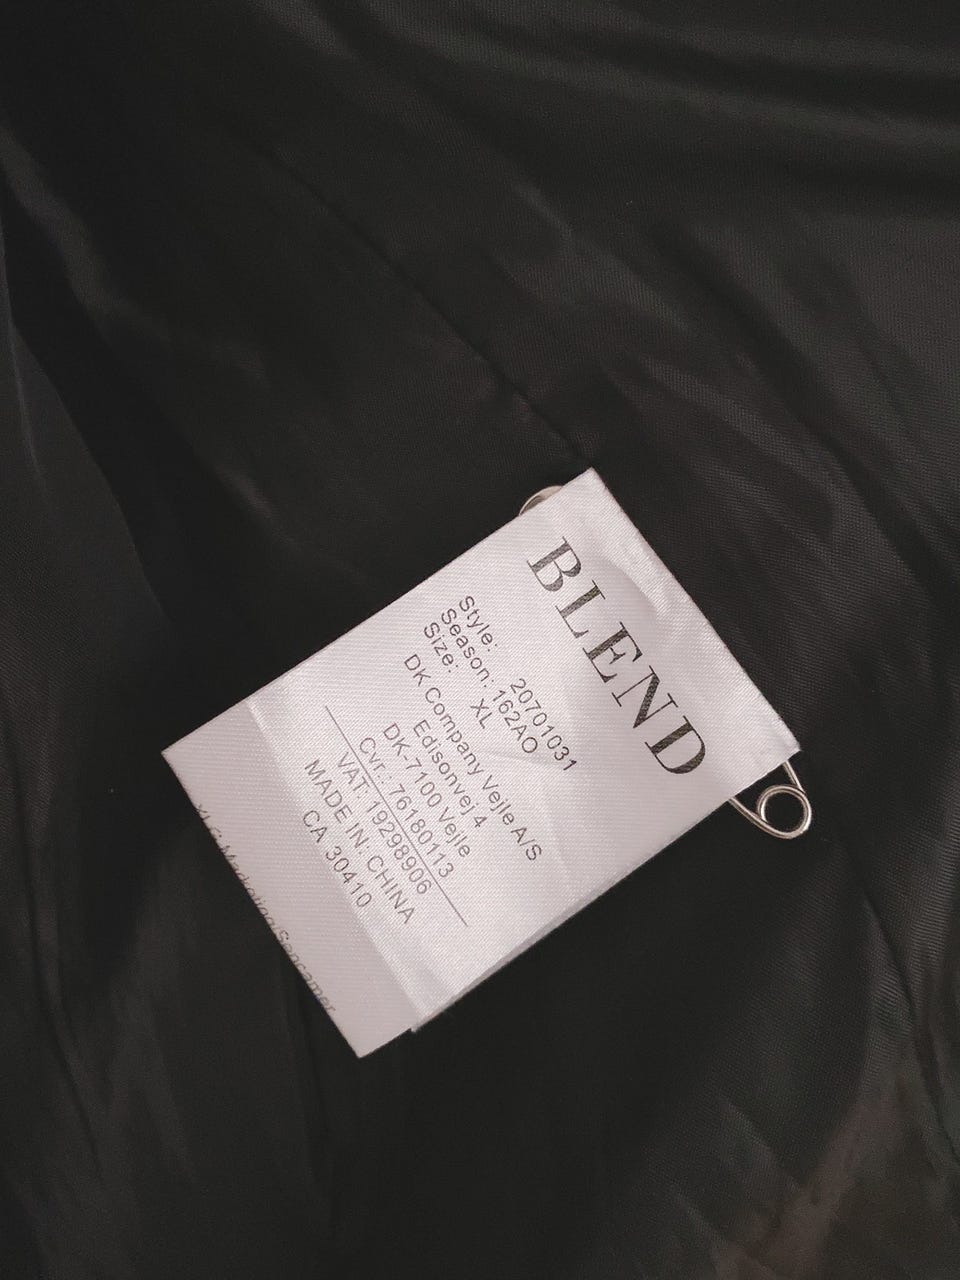 BLEND
Style: 20701031
Season: 162AO
Size: XL
DK Company Vejle A/S
Edisonvej 4
DK-7100 Vejle
Cvr.: 76180113
VAT: 19298906
MADE IN: CHINA
CA 30410